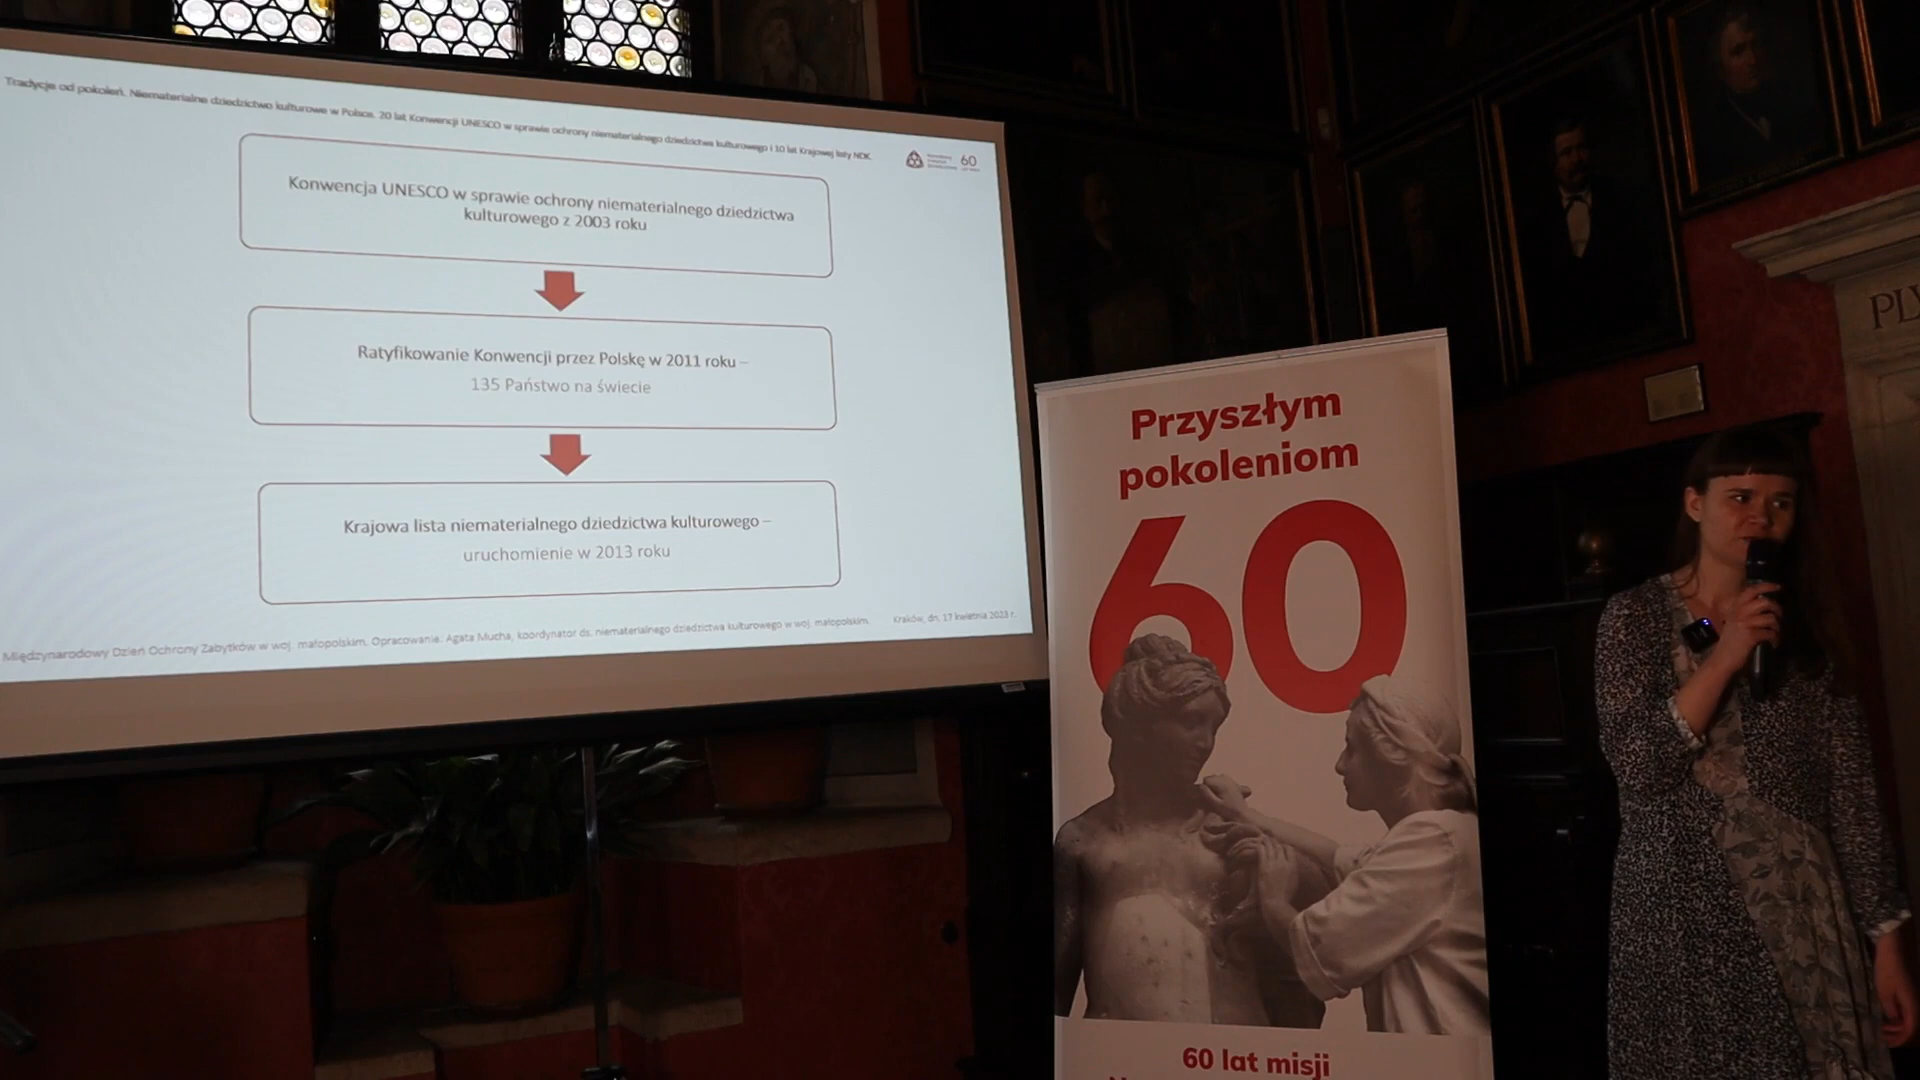 Tradycje od pokoleń. Niematerialne dziedzictwo kulturowe w Polsce. 20 lat Konwencji UNESCO w sprawie ochrony niematerialnego dziedzictwa kulturowego i 10 lat Krajowej listy NDK.
60
Konwencja UNESCO w sprawie ochrony niematerialnego dziedzictwa
kulturowego z 2003 roku
Ratyfikowanie Konwencji przez Polskę w 2011 roku –
135 Państwo na świecie
Krajowa lista niematerialnego dziedzictwa kulturowego –
uruchomienie w 2013 roku
Międzynarodowy Dzień Ochrony Zabytków w woj. małopolskim. Opracowanie: Agata Mucha, koordynator ds. niematerialnego dziedzictwa kulturowego w woj. małopolskim.
Kraków, dn. 17 kwietnia 2023 r.
Przyszłym
pokoleniom
60
60 lat misji